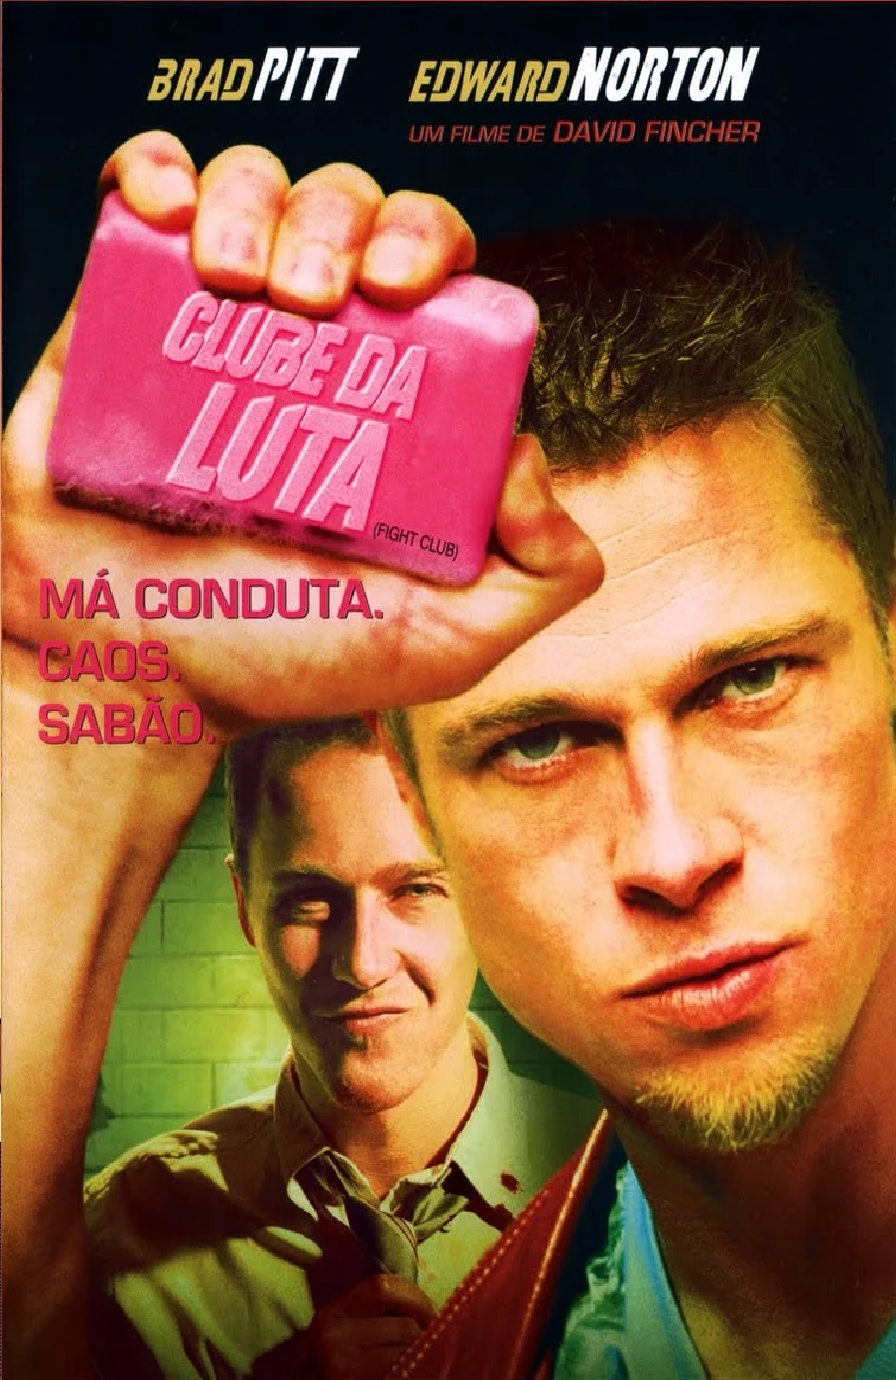 BRAD PITT EDWARD NORTON
UM FILME DE DAVID FINCHER
CLUBE DA
LUTA
(FIGHT CLUB)
MÁ CONDUTA.
CAOS.
SABÃO.